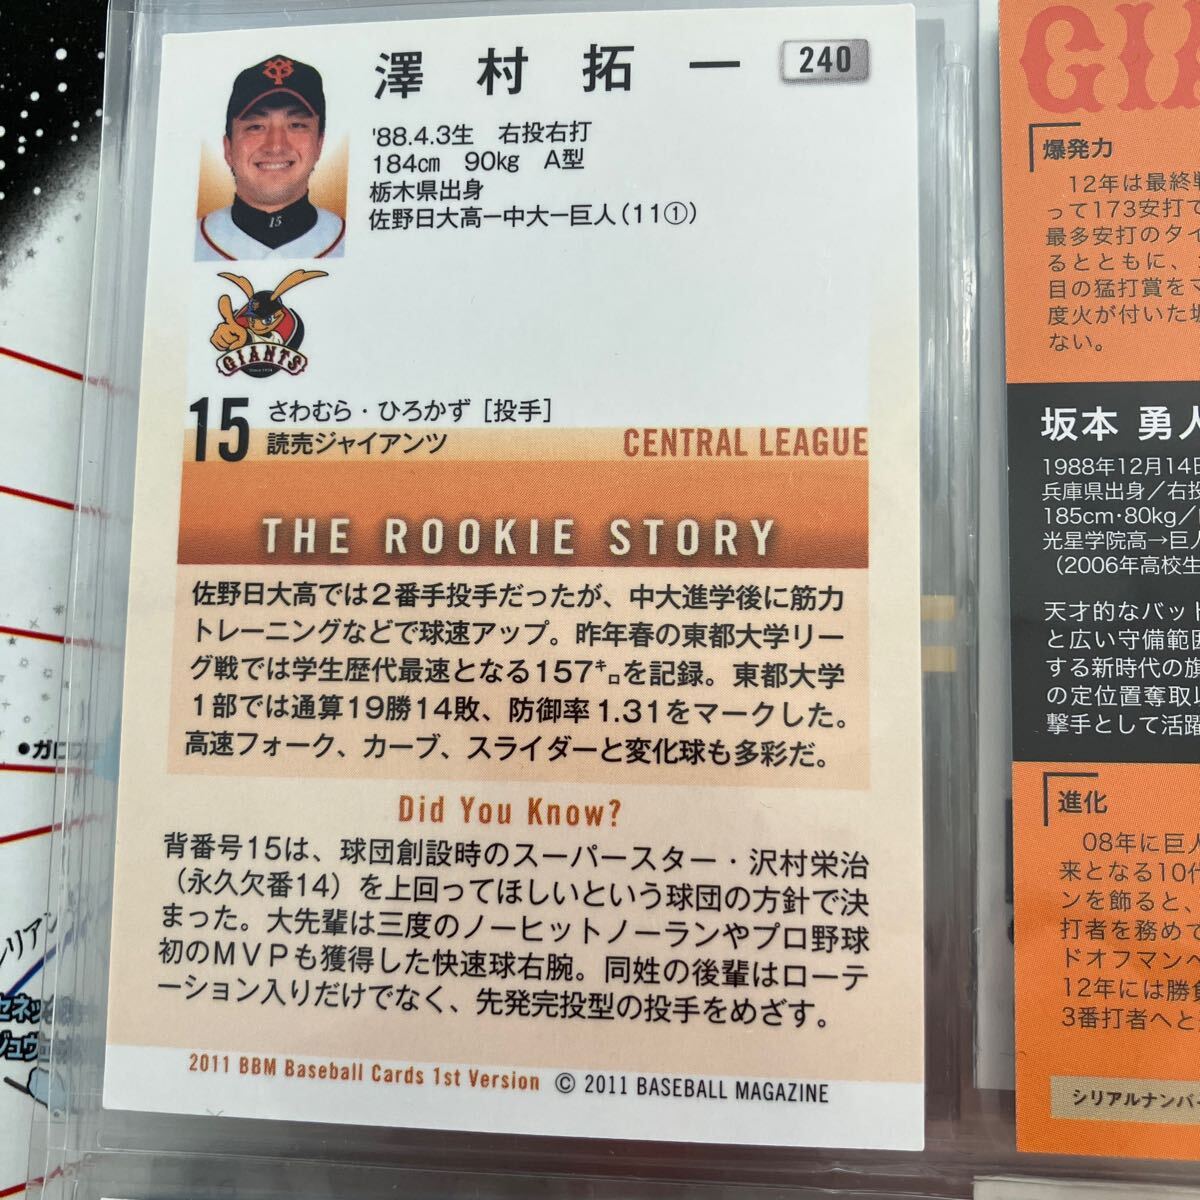 澤村拓一
240
'88.4.3生　右投右打
184cm　90kg　A型
栃木県出身
佐野日大高ー中大ー巨人（11①）
15
GIANTS
15 さわむら・ひろかず［投手］
読売ジャイアンツ
CENTRAL LEAGUE
THE ROOKIE STORY
佐野日大高では２番手投手だったが、中大進学後に筋力
トレーニングなどで球速アップ。昨年春の東都大学リー
グ戦では学生歴代最速となる157㌔を記録。東都大学
１部では通算19勝14敗、防御率1.31をマークした。
高速フォーク、カーブ、スライダーと変化球も多彩だ。
Did You Know?
背番号15は、球団創設時のスーパースター・沢村栄治
（永久欠番14）を上回ってほしいという球団の方針で決
まった。大先輩は三度のノーヒットノーランやプロ野球
初のＭＶＰも獲得した快速球右腕。同姓の後輩はローテ
ーション入りだけでなく、先発完投型の投手をめざす。
2011 BBM Baseball Cards 1st Version © 2011 BASEBALL MAGAZINE
爆発力
12年は最終戦
って173安打で
最多安打のタイ
るとともに、
目の猛打賞をマ
度火が付いた坂
ない。
坂本 勇人
1988年12月14日
兵庫県出身／右投
185cm・80kg／
光星学院高→巨人
（2006年高校生
天才的なバット
と広い守備範囲
する新時代の旗
の定位置奪取
撃手として活躍
進化
08年に巨人
来となる10代
ンを飾ると、
打者を務めて
ドオフマンへ
12年には勝負
3番打者へと
シリアルナンバー